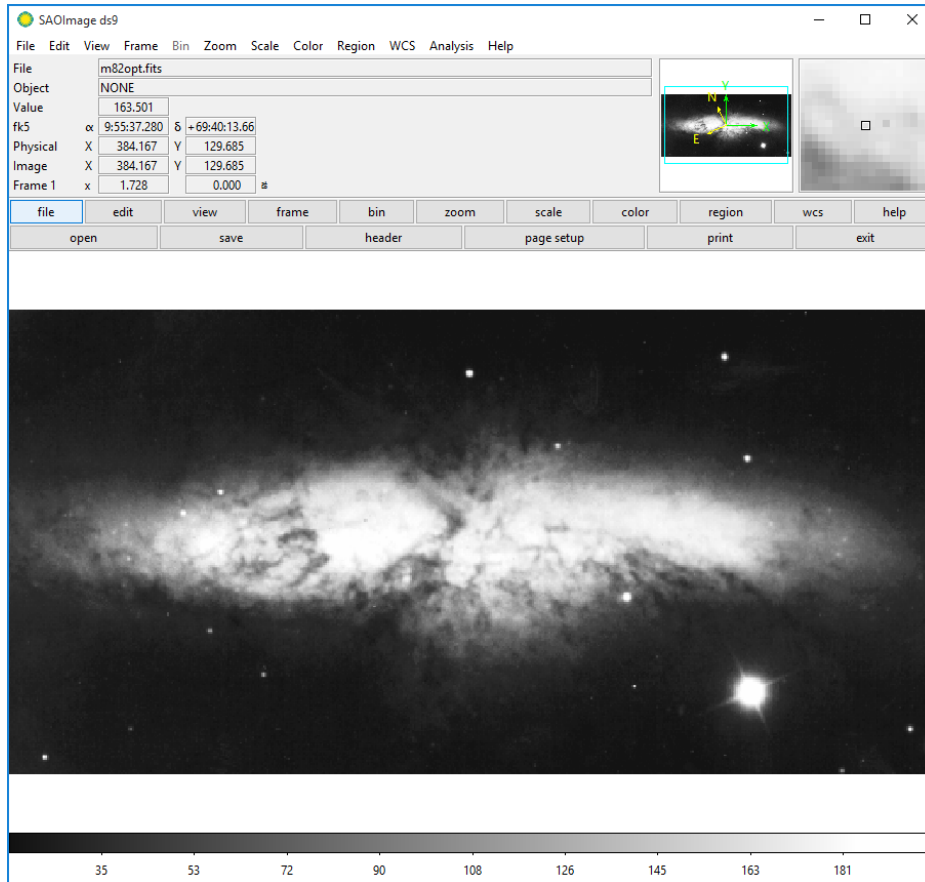 SAOImage ds9
File Edit View Frame Bin Zoom Scale Color Region WCS Analysis Help
File m82opt.fits
Object NONE
Value 163.501
fk5 α 9:55:37.280 δ +69:40:13.66
Physical X 384.167 Y 129.685
Image X 384.167 Y 129.685
Frame 1 x 1.728 0.000 °
Y
N
X
E
file edit view frame bin zoom scale color region wcs help
open save header page setup print exit
35 53 72 90 108 126 145 163 181